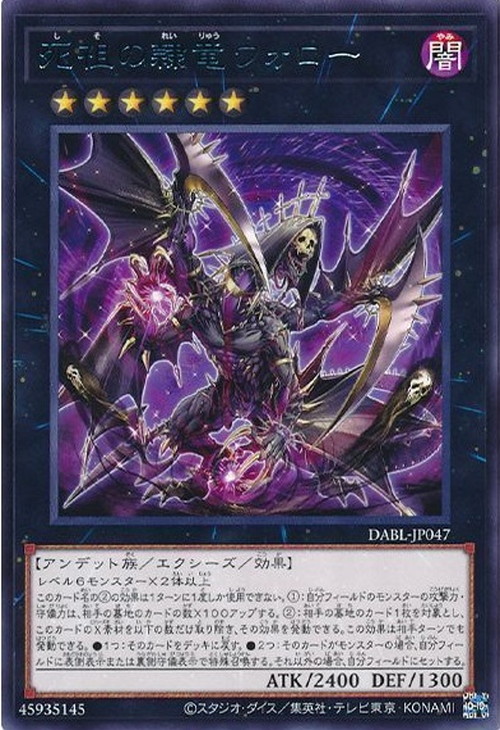 死祖の隷竜ウォロー
闇
DABL-JP047
【アンデット族／エクシーズ／効果】
レベル６モンスター×２体以上
このカード名の②の効果は１ターンに１度しか使用できない。①：自分フィールドのモンスターの攻撃力・
守備力は、相手の墓地のカードの数×100アップする。②：相手の墓地のカード１枚を対象とし、
このカードのX素材を以下の数だけ取り除き、その効果を発動できる。この効果は相手ターンでも
発動できる。●１つ：そのカードをデッキに戻す。●２つ：そのカードがモンスターの場合、自分フィー
ルドに表側表示または裏側守備表示で特殊召喚する。それ以外の場合、自分フィールドにセットする。
ATK/2400 DEF/1300
45935145
©スタジオ・ダイス／集英社・テレビ東京・KONAMI